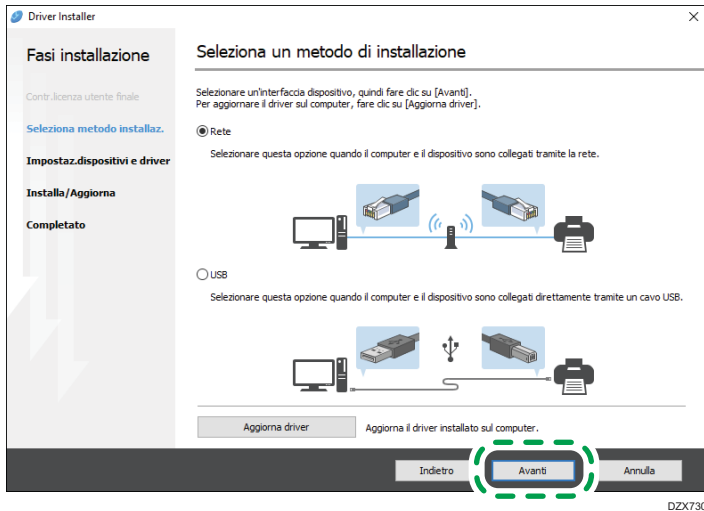 Driver Installer
Fasi installazione
Contr.licenza utente finale
Seleziona metodo installaz.
Impostaz.dispositivi e driver
Installa/Aggiorna
Completato
Seleziona un metodo di installazione
Selezionare un'interfaccia dispositivo, quindi fare clic su [Avanti].
Per aggiornare il driver sul computer, fare clic su [Aggiorna driver].
Rete
Selezionare questa opzione quando il computer e il dispositivo sono collegati tramite la rete.
USB
Selezionare questa opzione quando il computer e il dispositivo sono collegati direttamente tramite un cavo USB.
Aggiorna driver
Aggiorna il driver installato sul computer.
Indietro
Avanti
Annulla
DZX730